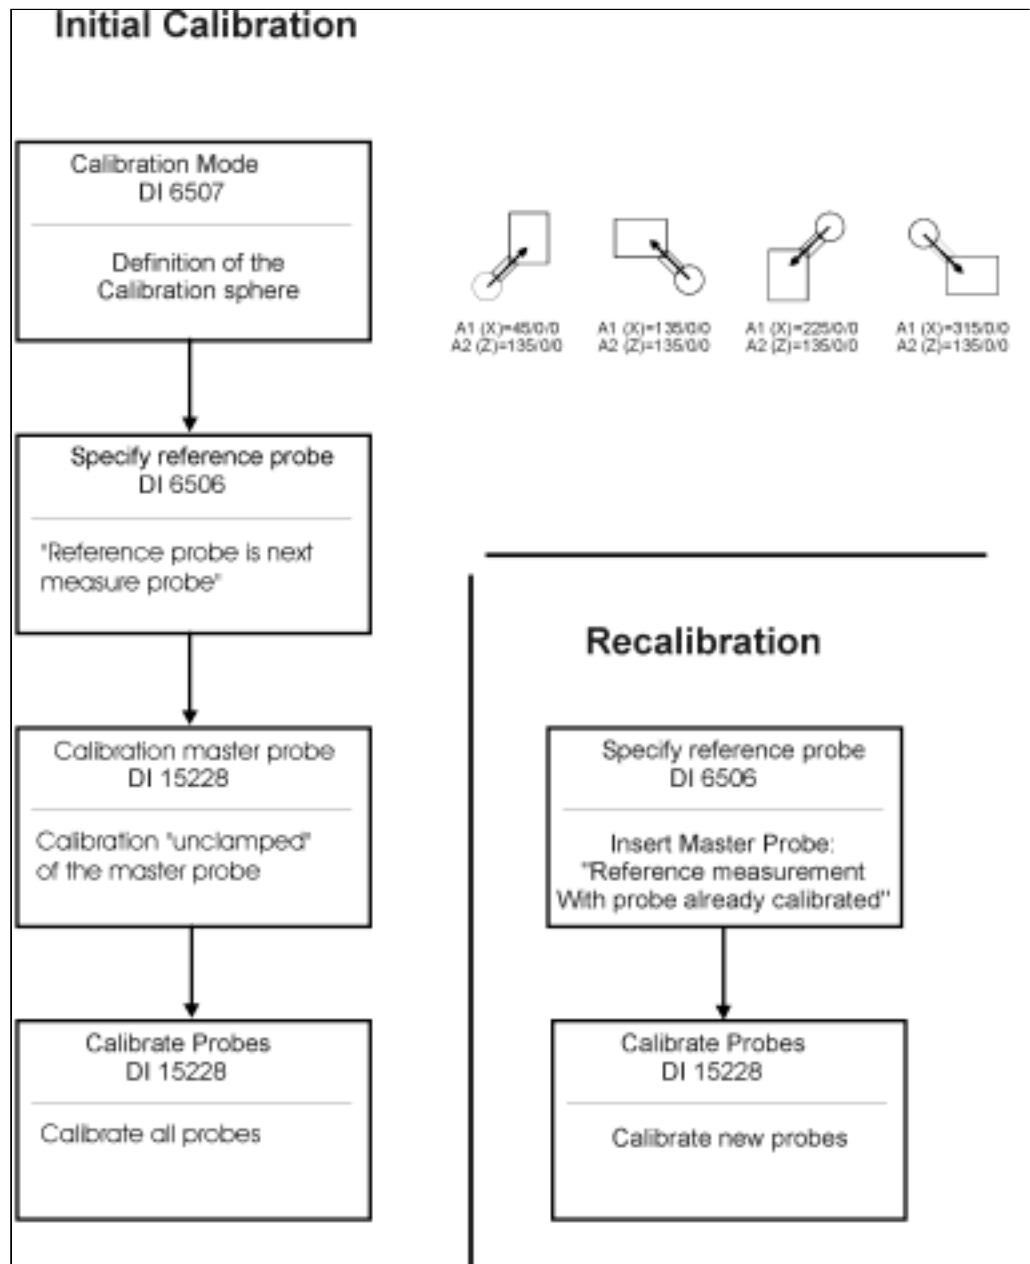 Initial Calibration
Calibration Mode
DI 6507
Definition of the
Calibration sphere
A1 (X)=45/0/0
A2 (Z)=135/0/0
A1 (X)=135/0/0
A2 (Z)=135/0/0
A1 (X)=225/0/0
A2 (Z)=135/0/0
A1 (X)=315/0/0
A2 (Z)=135/0/0
Specify reference probe
DI 6506
"Reference probe is next
measure probe"
Calibration master probe
DI 15228
Calibration "unclamped"
of the master probe
Calibrate Probes
DI 15228
Calibrate all probes
Recalibration
Specify reference probe
DI 6506
Insert Master Probe:
"Reference measurement
With probe already calibrated"
Calibrate Probes
DI 15228
Calibrate new probes